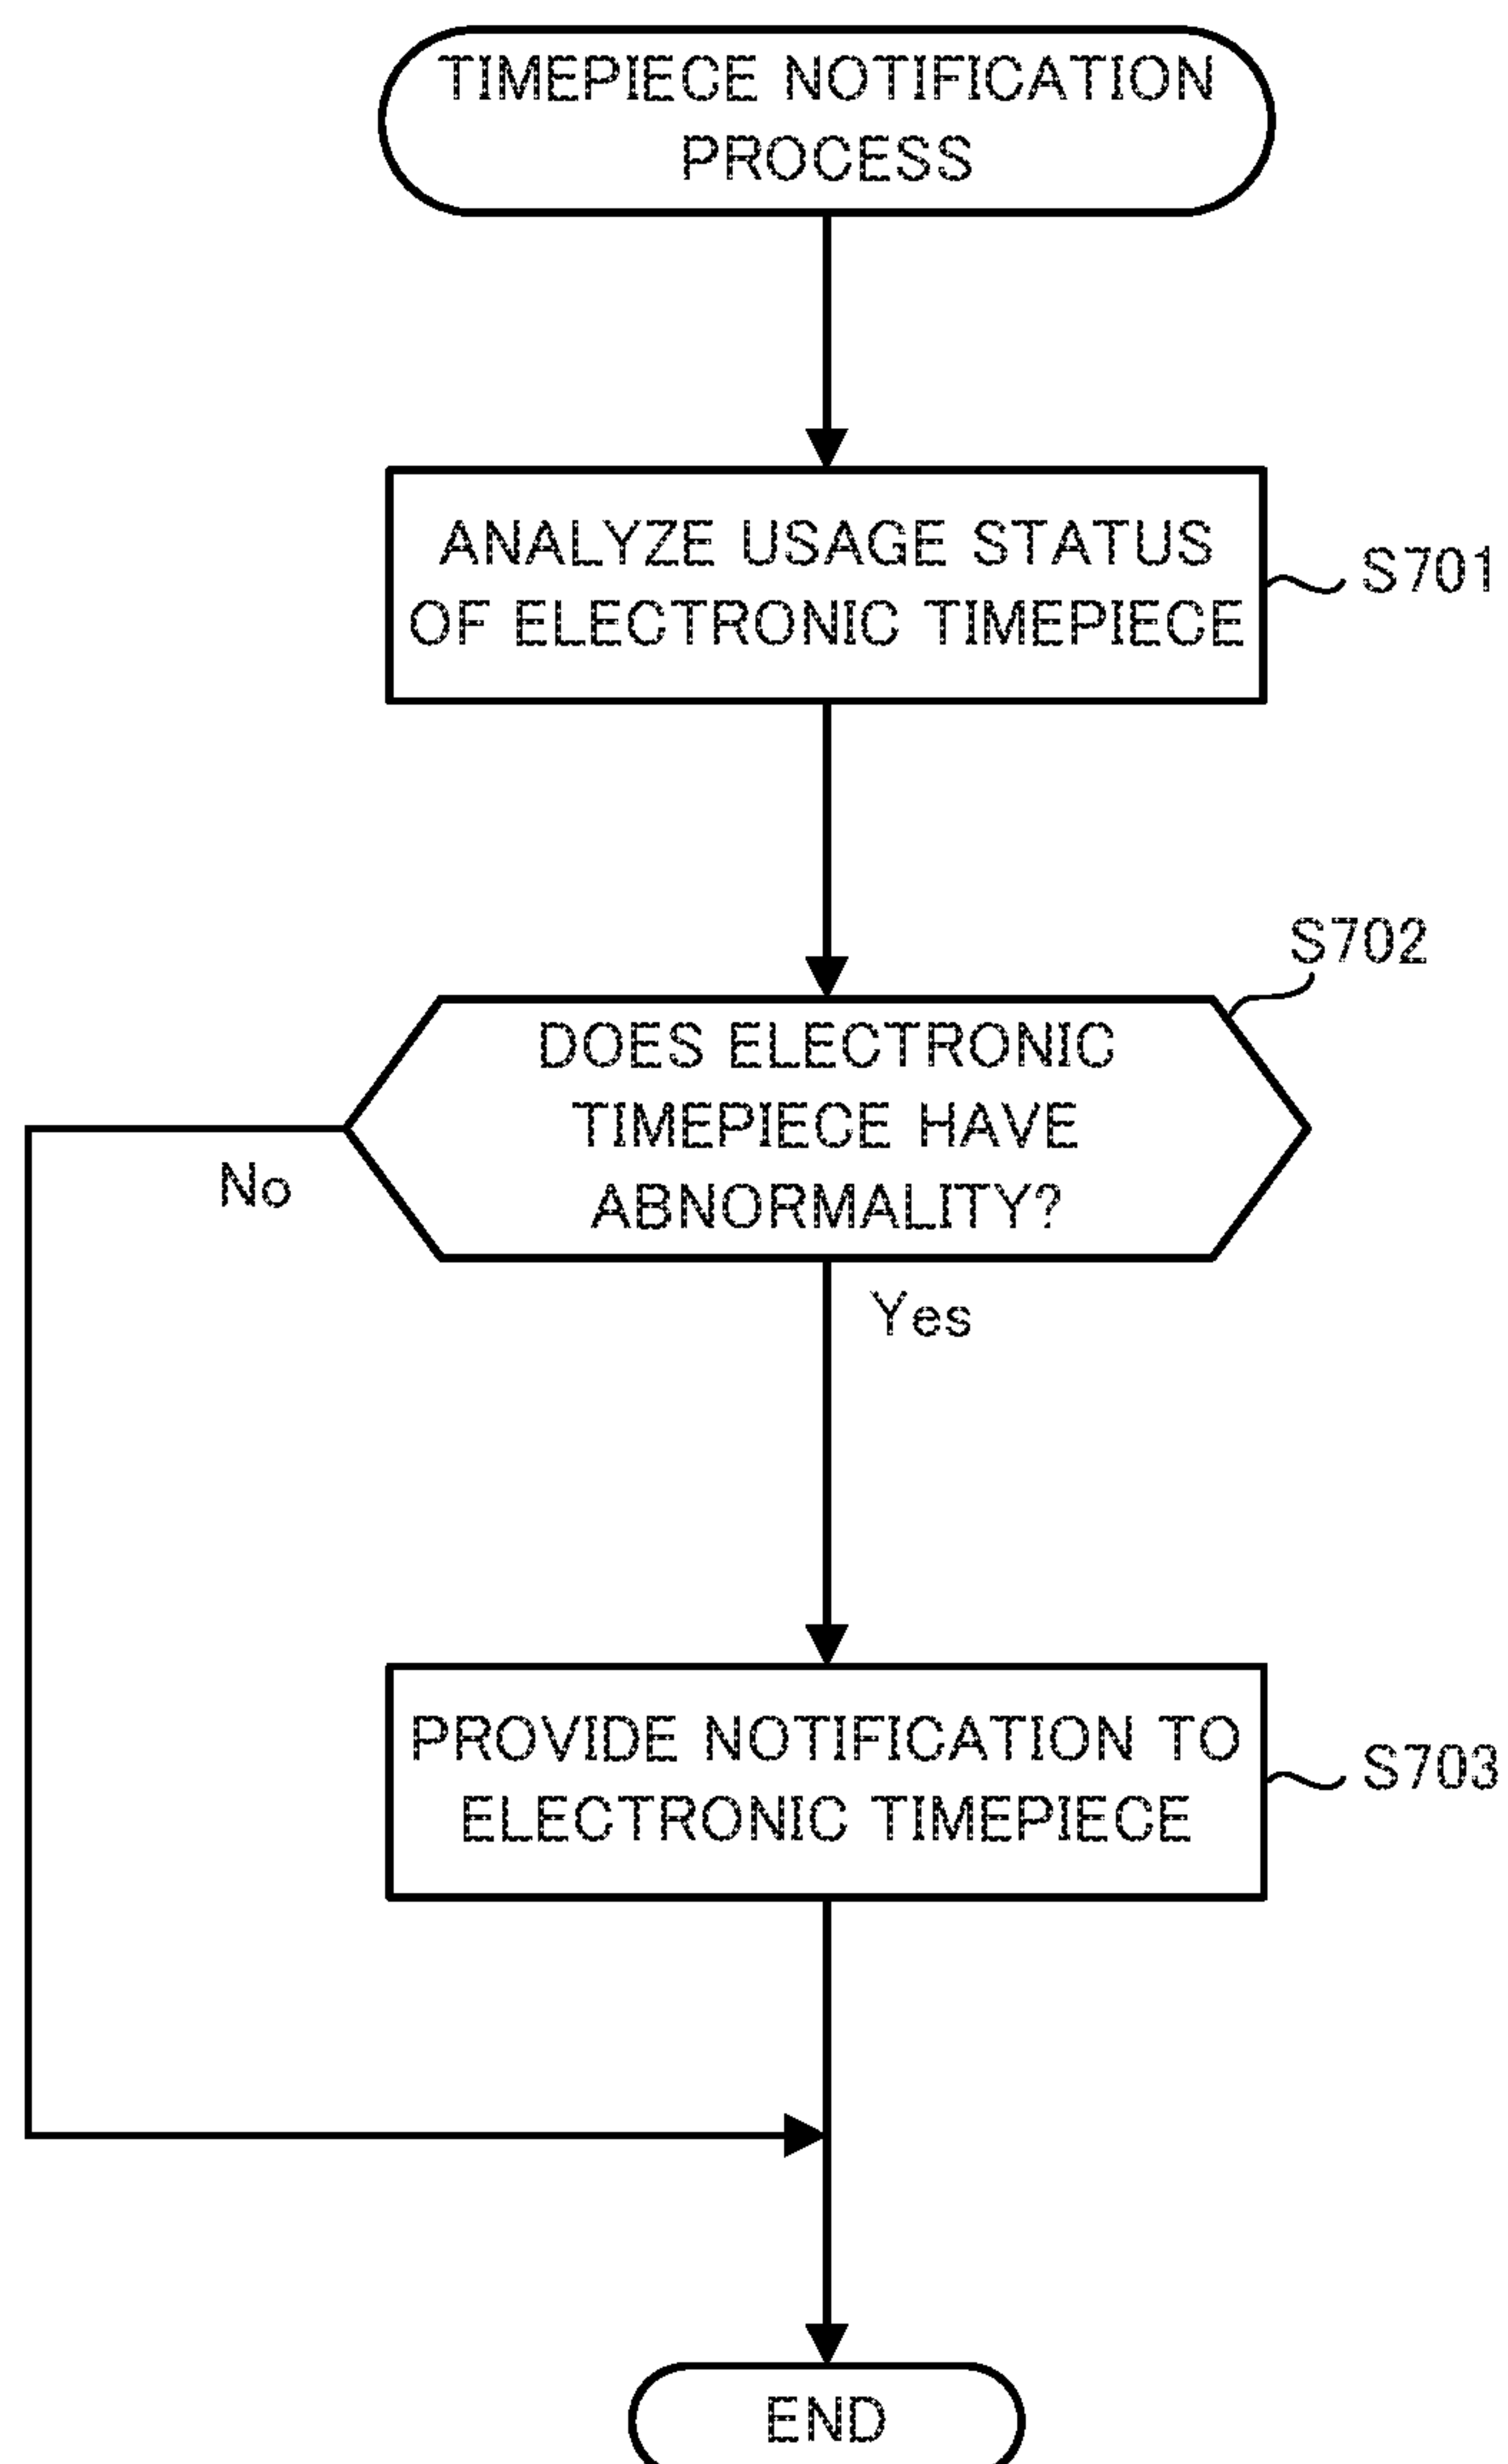 TIMEPIECE NOTIFICATION
PROCESS
ANALYZE USAGE STATUS
OF ELECTRONIC TIMEPIECE
S701
S702
DOES ELECTRONIC
TIMEPIECE HAVE
ABNORMALITY?
No
Yes
PROVIDE NOTIFICATION TO
ELECTRONIC TIMEPIECE
S703
END